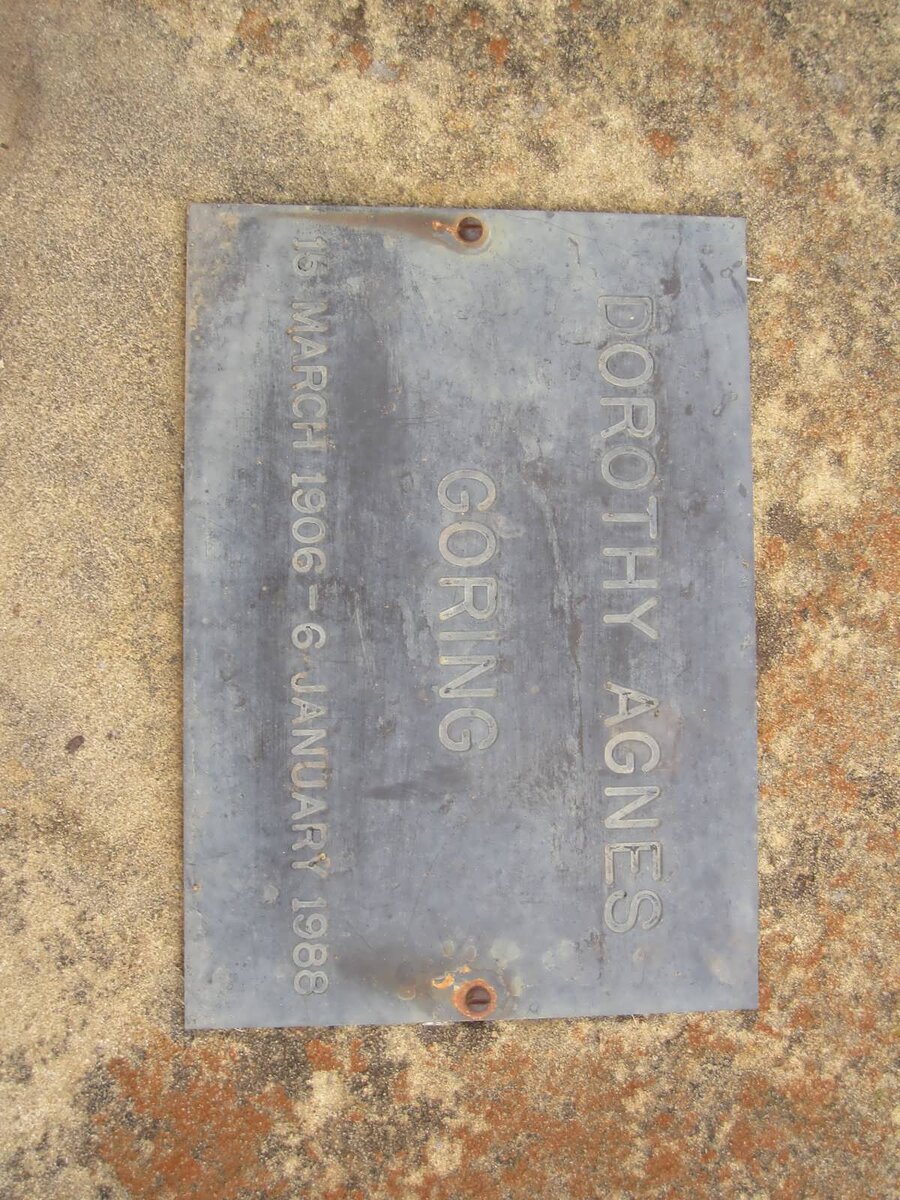 DOROTHY AGNES
GORING
16 MARCH 1906 - 6 JANUARY 1988